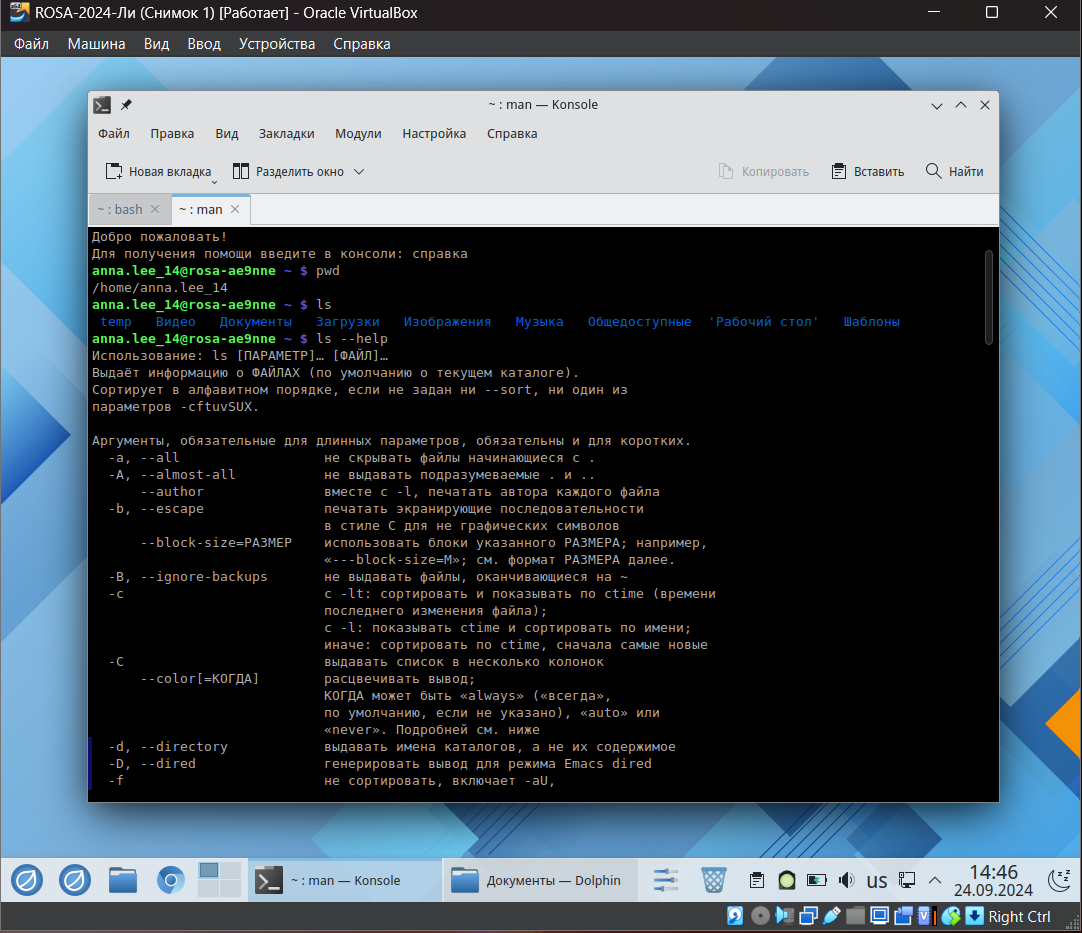 ROSA-2024-Ли (Снимок 1) [Работает] - Oracle VirtualBox
Файл Машина Вид Ввод Устройства Справка
~ : man — Konsole
Файл Правка Вид Закладки Модули Настройка Справка
Новая вкладка Разделить окно Копировать Вставить Найти
~ : bash ~ : man
Добро пожаловать!
Для получения помощи введите в консоли: справка
anna.lee_14@rosa-ae9nne ~ $ pwd
/home/anna.lee_14
anna.lee_14@rosa-ae9nne ~ $ ls
temp Видео Документы Загрузки Изображения Музыка Общедоступные 'Рабочий стол' Шаблоны
anna.lee_14@rosa-ae9nne ~ $ ls --help
Использование: ls [ПАРАМЕТР]… [ФАЙЛ]…
Выдаёт информацию о ФАЙЛАХ (по умолчанию о текущем каталоге).
Сортирует в алфавитном порядке, если не задан ни --sort, ни один из
параметров -cftuvSUX.
Аргументы, обязательные для длинных параметров, обязательны и для коротких.
-a, --all не скрывать файлы начинающиеся с .
-A, --almost-all не выдавать подразумеваемые . и ..
--author вместе с -l, печатать автора каждого файла
-b, --escape печатать экранирующие последовательности
в стиле C для не графических символов
--block-size=РАЗМЕР использовать блоки указанного РАЗМЕРА; например,
«---block-size=M»; см. формат РАЗМЕРА далее.
-B, --ignore-backups не выдавать файлы, оканчивающиеся на ~
-c с -lt: сортировать и показывать по ctime (времени
последнего изменения файла);
с -l: показывать ctime и сортировать по имени;
иначе: сортировать по ctime, сначала самые новые
-C выдавать список в несколько колонок
--color[=КОГДА] расцвечивать вывод;
КОГДА может быть «always» («всегда»,
по умолчанию, если не указано), «auto» или
«never». Подробней см. ниже
-d, --directory выдавать имена каталогов, а не их содержимое
-D, --dired генерировать вывод для режима Emacs dired
-f не сортировать, включает -aU,
~ : man — Konsole Документы — Dolphin us 14:46
24.09.2024
Right Ctrl